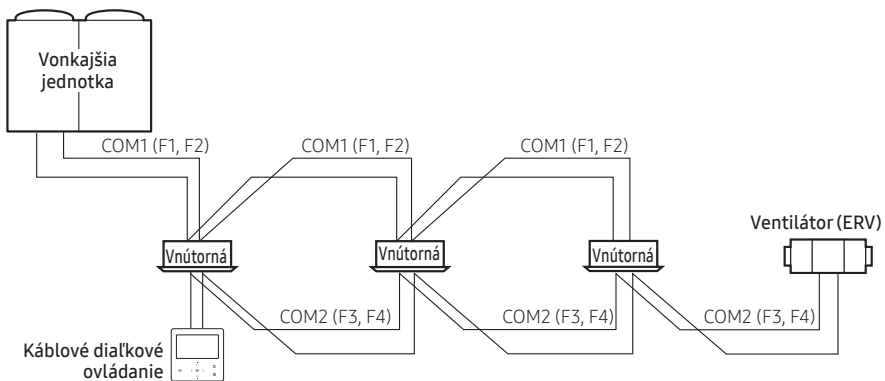 Vonkajšia
jednotka
COM1 (F1, F2)
COM1 (F1, F2)
COM1 (F1, F2)
Ventilátor (ERV)
Vnútorná
Vnútorná
Vnútorná
COM2 (F3, F4)
COM2 (F3, F4)
COM2 (F3, F4)
Káblové diaľkové
ovládanie